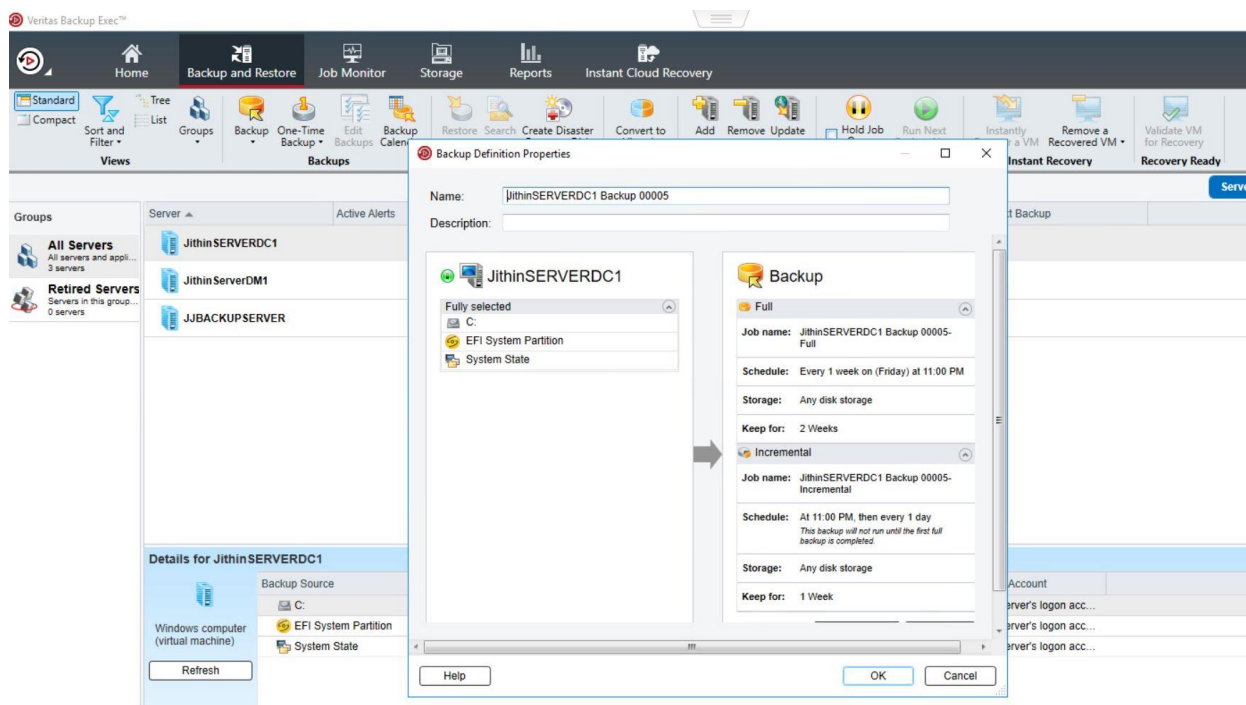 Veritas Backup Exec™
Home
Backup and Restore
Job Monitor
Storage
Reports
Instant Cloud Recovery
Standard
Compact
Sort and
Filter
Tree
List
Views
Groups
Backup
One-Time
Backup
Edit
Backups
Backup
Backups
Restore
Search
Create Disaster
Convert to
Add
Remove
Update
Hold Job
Run Next
Instantly
r a VM
Remove a
Recovered VM
Instant Recovery
Validate VM
for Recovery
Recovery Ready
Groups
All Servers
All servers and appli...
3 servers
Retired Servers
Servers in this group...
0 servers
Server
Active Alerts
JithinSERVERDC1
JithinServerDM1
JJBACKUPSERVER
Backup Definition Properties
Name:
JithinSERVERDC1 Backup 00005
Description:
JithinSERVERDC1
Fully selected
C:
EFI System Partition
System State
Backup
Full
Job name: JithinSERVERDC1 Backup 00005-
Full
Schedule: Every 1 week on (Friday) at 11:00 PM
Storage: Any disk storage
Keep for: 2 Weeks
Incremental
Job name: JithinSERVERDC1 Backup 00005-
Incremental
Schedule: At 11:00 PM, then every 1 day
This backup will not run until the first full
backup is completed.
Storage: Any disk storage
Keep for: 1 Week
Help
OK
Cancel
Backup
Details for JithinSERVERDC1
Windows computer
(virtual machine)
Refresh
Backup Source
C:
EFI System Partition
System State
Account
erver's logon acc...
erver's logon acc...
erver's logon acc...